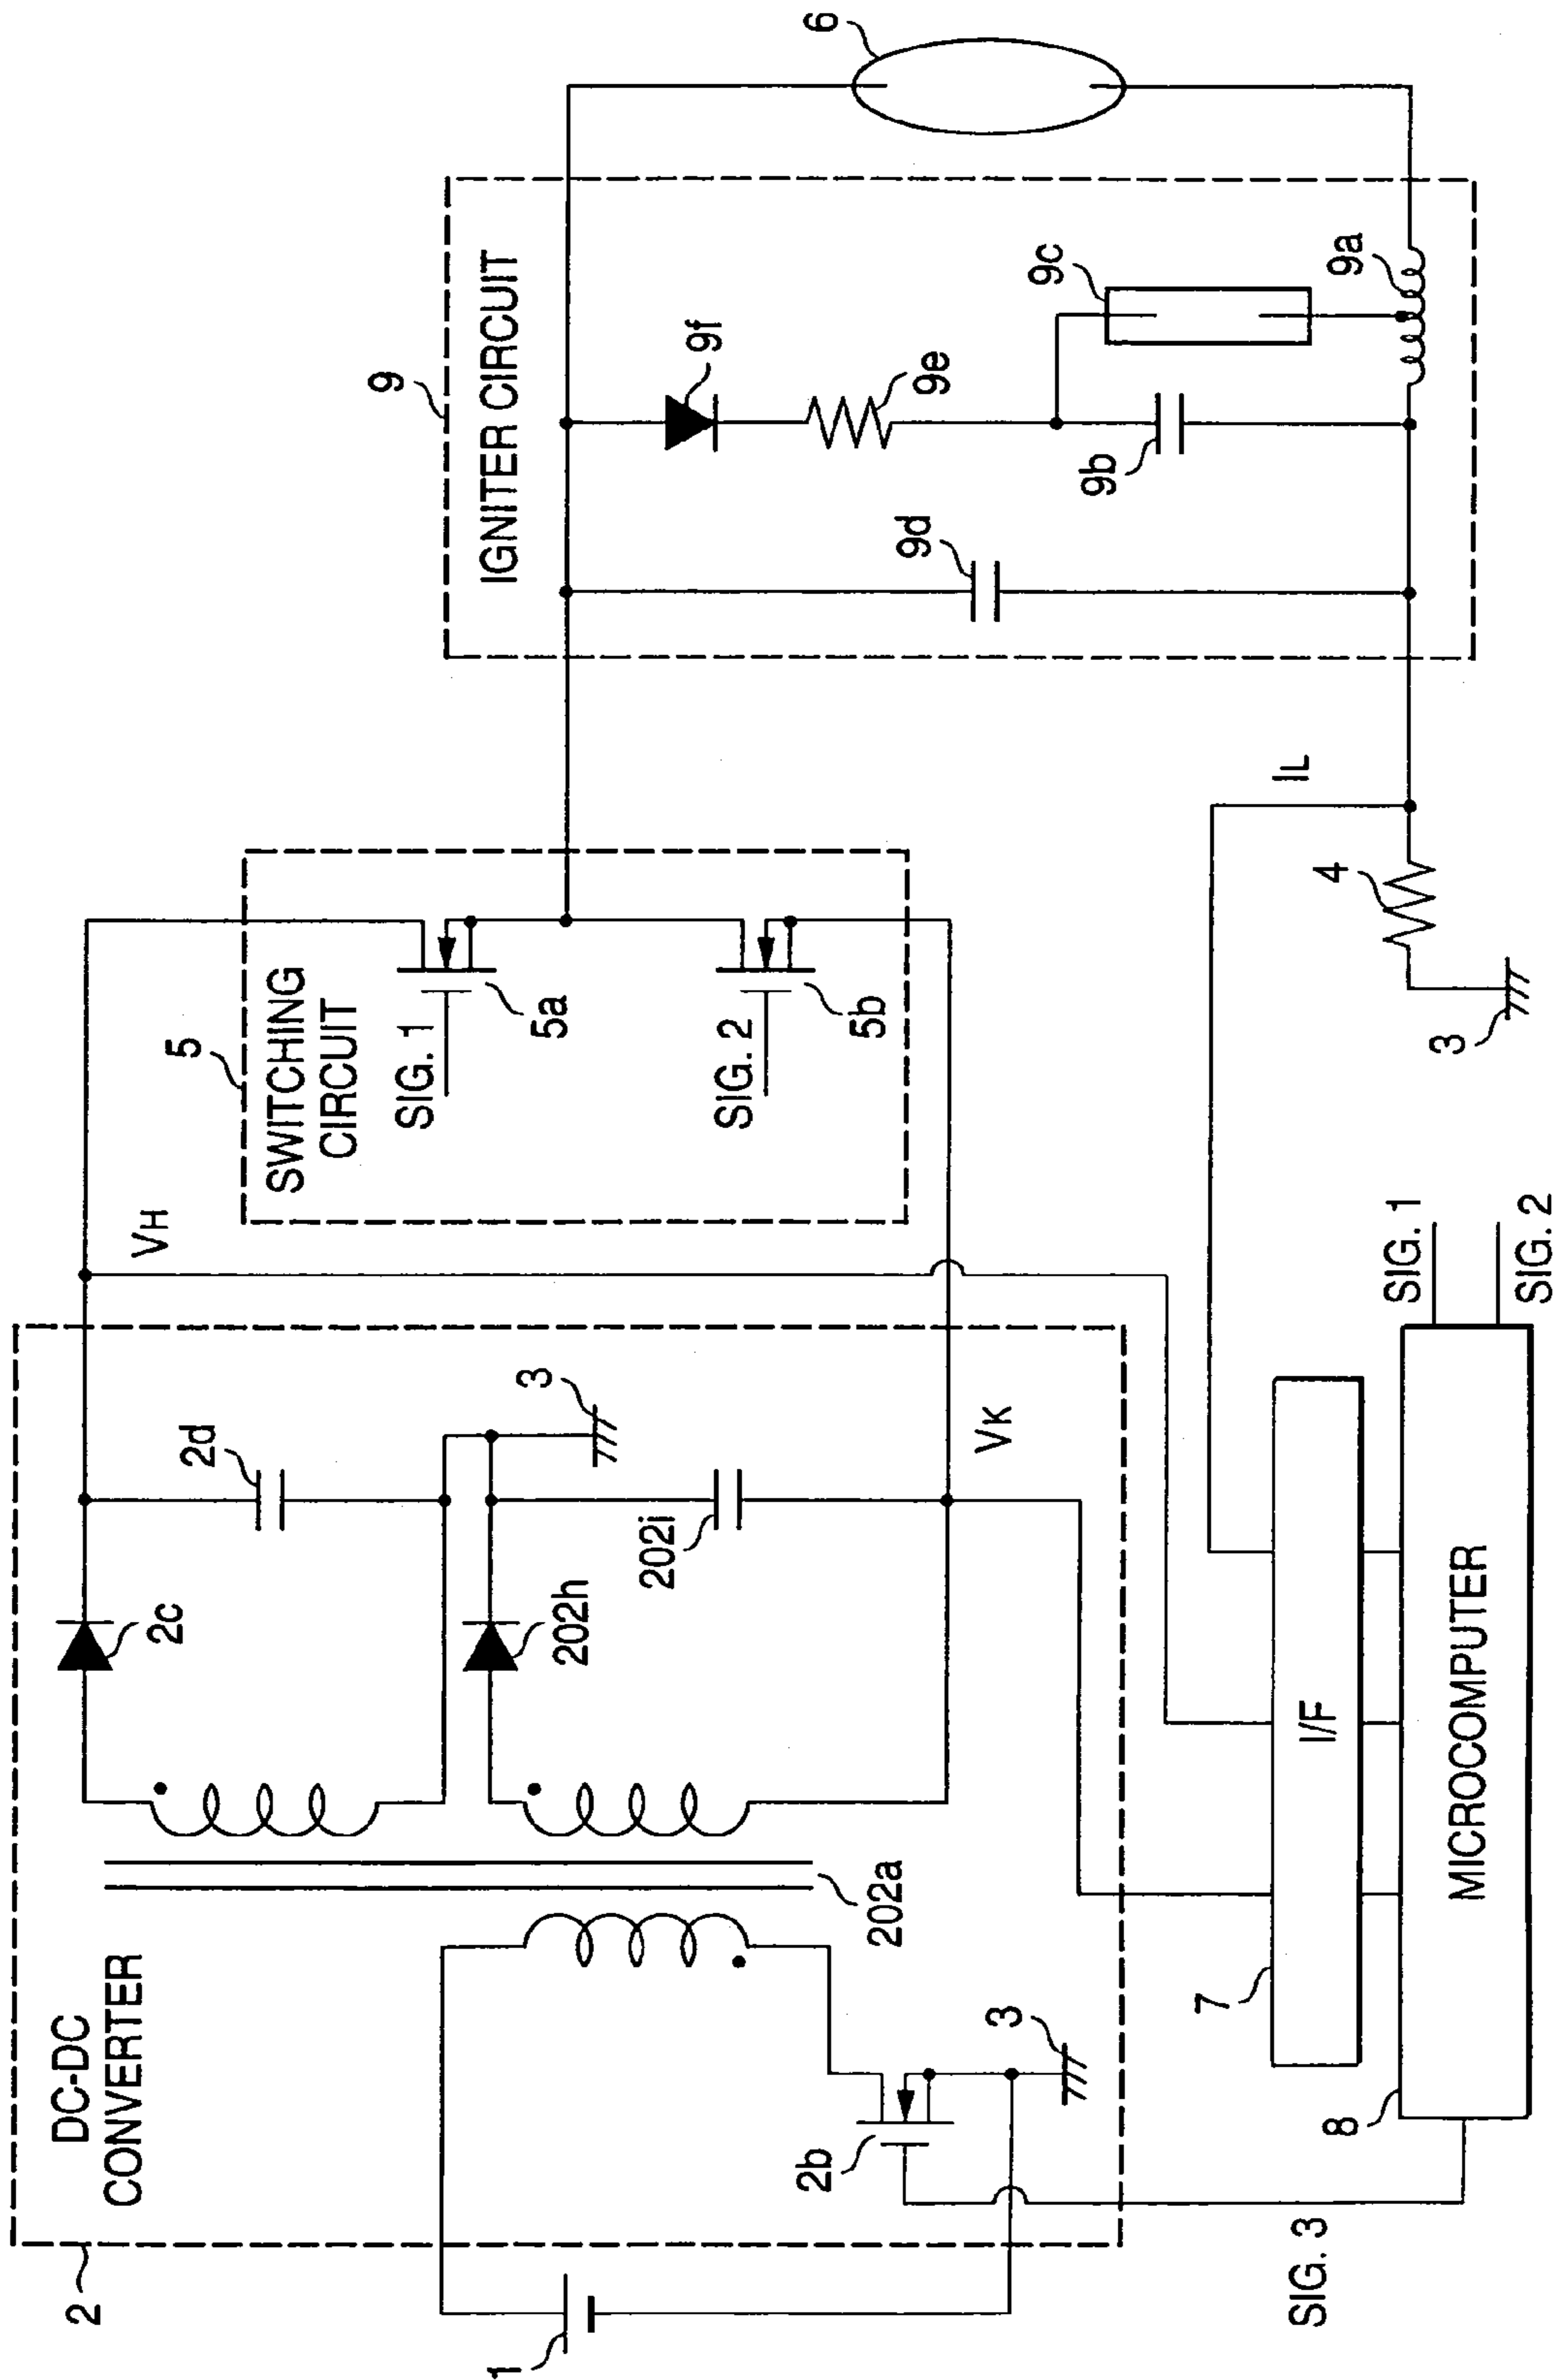 DC-DC
CONVERTER
2
1
2c
2d
202h
202i
202a
3
2b
3
VH
VK
SWITCHING
CIRCUIT
5
SIG. 1
5a
SIG. 2
5b
IGNITER CIRCUIT
9
9f
9e
9c
9b
9a
9d
6
IL
4
3
7
I/F
8
MICROCOMPUTER
SIG. 1
SIG. 2
SIG. 3